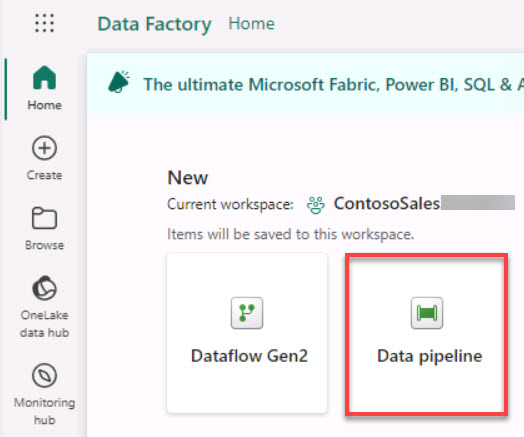 Data Factory Home
Home
The ultimate Microsoft Fabric, Power BI, SQL &
Create
New
Current workspace: ContosoSales
Items will be saved to this workspace.
Browse
OneLake
data hub
Dataflow Gen2
Data pipeline
Monitoring
hub